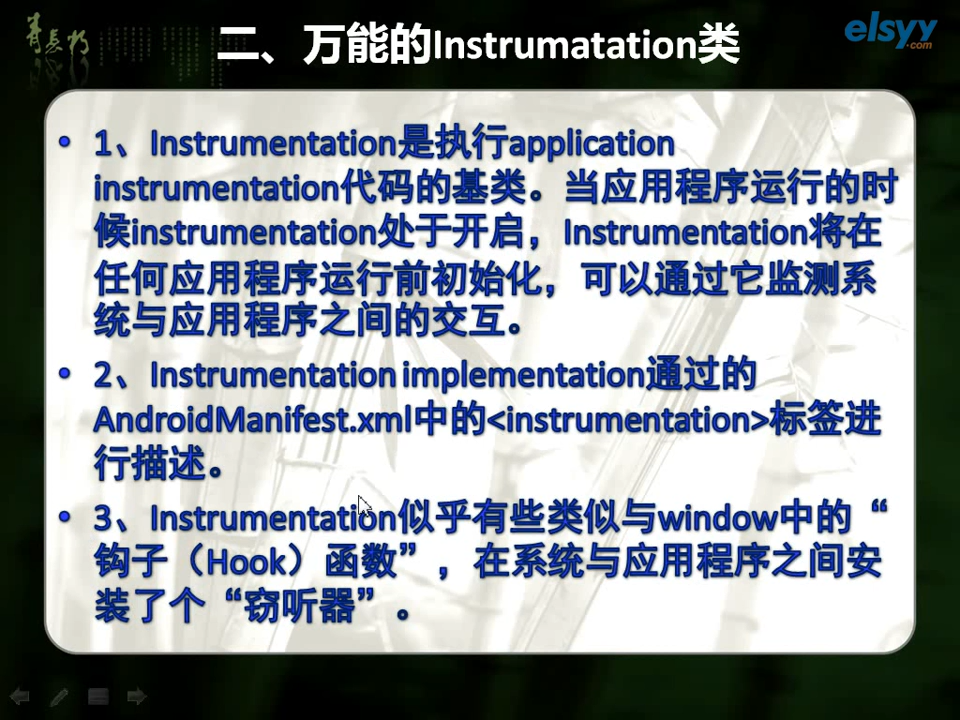 二、万能的Instrumatation类
elsyy
.com
• 1、Instrumentation是执行application
instrumentation代码的基类。当应用程序运行的时
候instrumentation处于开启，Instrumentation将在
任何应用程序运行前初始化，可以通过它监测系
统与应用程序之间的交互。
• 2、Instrumentation implementation通过的
AndroidManifest.xml中的<instrumentation>标签进
行描述。
• 3、Instrumentation似乎有些类似与window中的“
钩子（Hook）函数”，在系统与应用程序之间安
装了个“窃听器”。